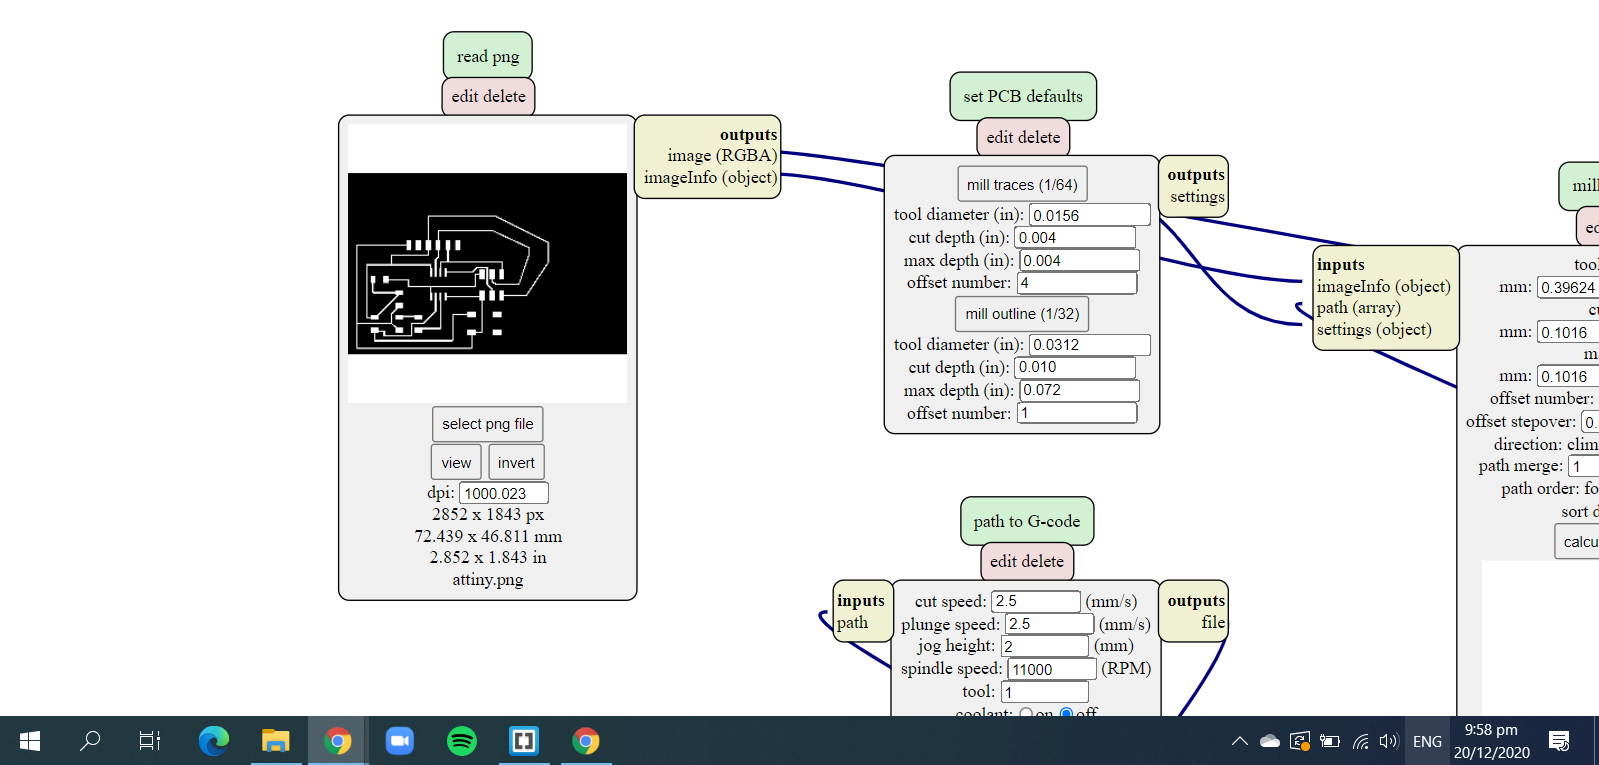 read png
edit delete
outputs
image (RGBA)
imageInfo (object)
select png file
view invert
dpi: 1000.023
2852 x 1843 px
72.439 x 46.811 mm
2.852 x 1.843 in
attiny.png
set PCB defaults
edit delete
mill traces (1/64)
tool diameter (in): 0.0156
cut depth (in): 0.004
max depth (in): 0.004
offset number: 4
mill outline (1/32)
tool diameter (in): 0.0312
cut depth (in): 0.010
max depth (in): 0.072
offset number: 1
outputs
settings
path to G-code
edit delete
inputs
path
cut speed: 2.5 (mm/s)
plunge speed: 2.5 (mm/s)
jog height: 2 (mm)
spindle speed: 11000 (RPM)
tool: 1
coolant: on off
outputs
file
inputs
imageInfo (object)
path (array)
settings (object)
mill
ed
tool
mm: 0.39624
cu
mm: 0.1016
m
mm: 0.1016
offset number:
offset stepover: 0.
direction: clim
path merge: 1
path order: fo
sort d
calcu
ENG
9:58 pm
20/12/2020